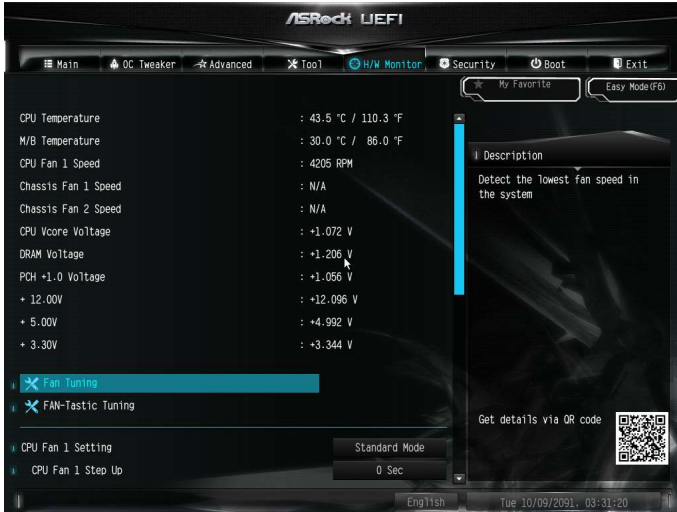 ASRock UEFI
Main
OC Tweaker
Advanced
Tool
H/W Monitor
Security
Boot
Exit
My Favorite
Easy Mode(F6)
CPU Temperature : 43.5 °C / 110.3 °F
M/B Temperature : 30.0 °C / 86.0 °F
CPU Fan 1 Speed : 4205 RPM
Chassis Fan 1 Speed : N/A
Chassis Fan 2 Speed : N/A
CPU Vcore Voltage : +1.072 V
DRAM Voltage : +1.206 V
PCH +1.0 Voltage : +1.056 V
+ 12.00V : +12.096 V
+ 5.00V : +4.992 V
+ 3.30V : +3.344 V
Fan Tuning
FAN-Tastic Tuning
CPU Fan 1 Setting Standard Mode
CPU Fan 1 Step Up 0 Sec
Description
Detect the lowest fan speed in
the system
Get details via QR code
English
Tue 10/09/2091. 03:31:20